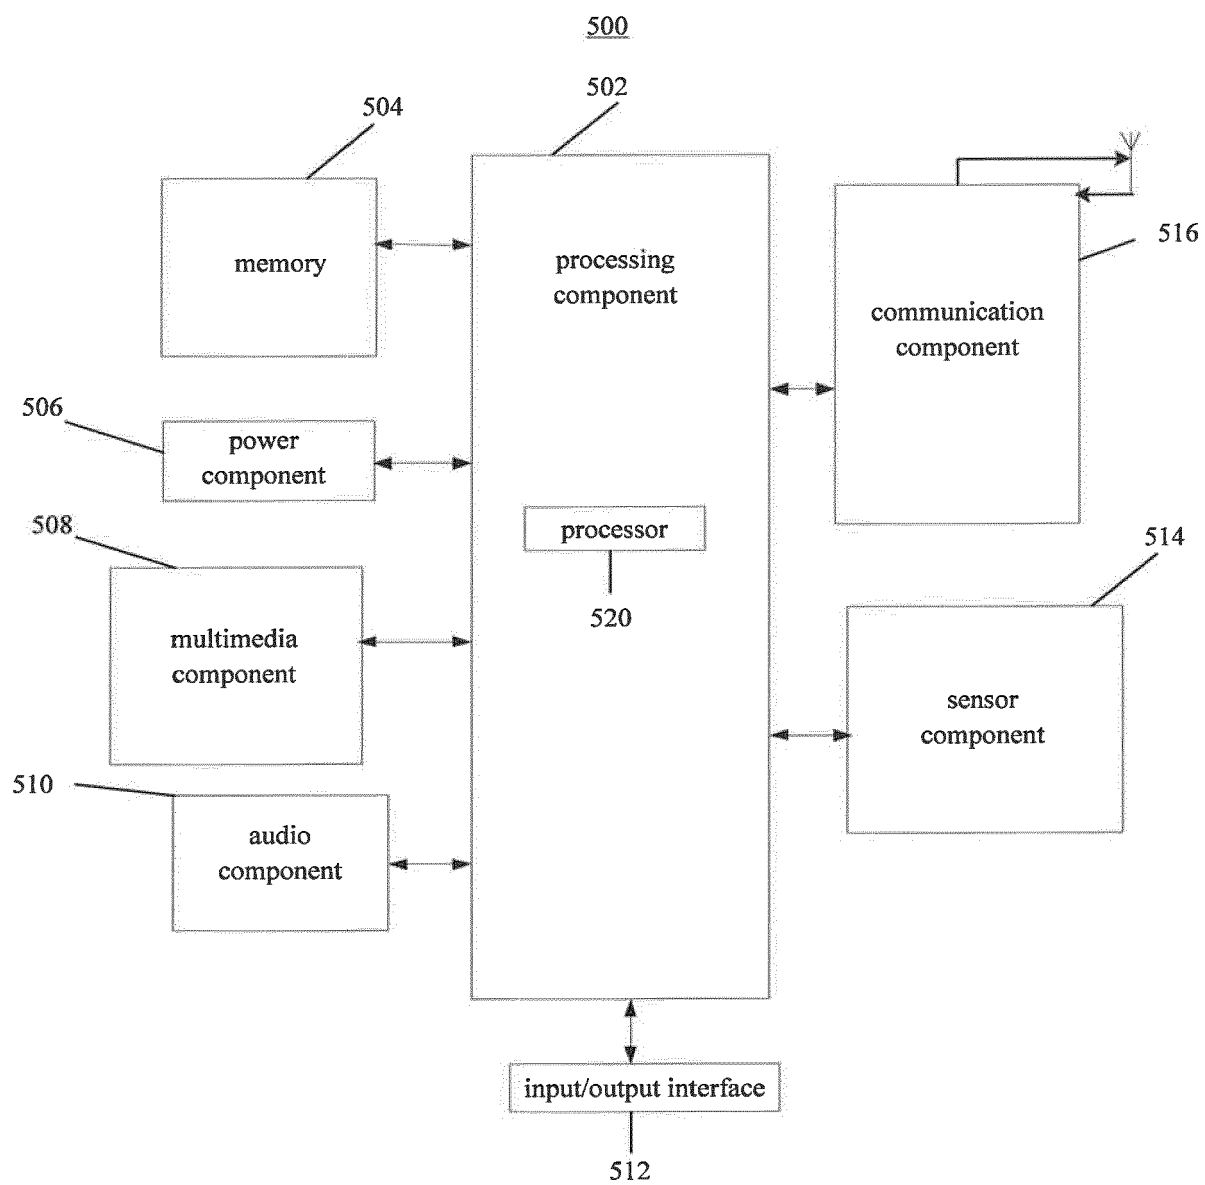 500
502
504
memory
processing
component
516
communication
component
506
power
component
508
processor
520
514
multimedia
component
sensor
component
510
audio
component
input/output interface
512